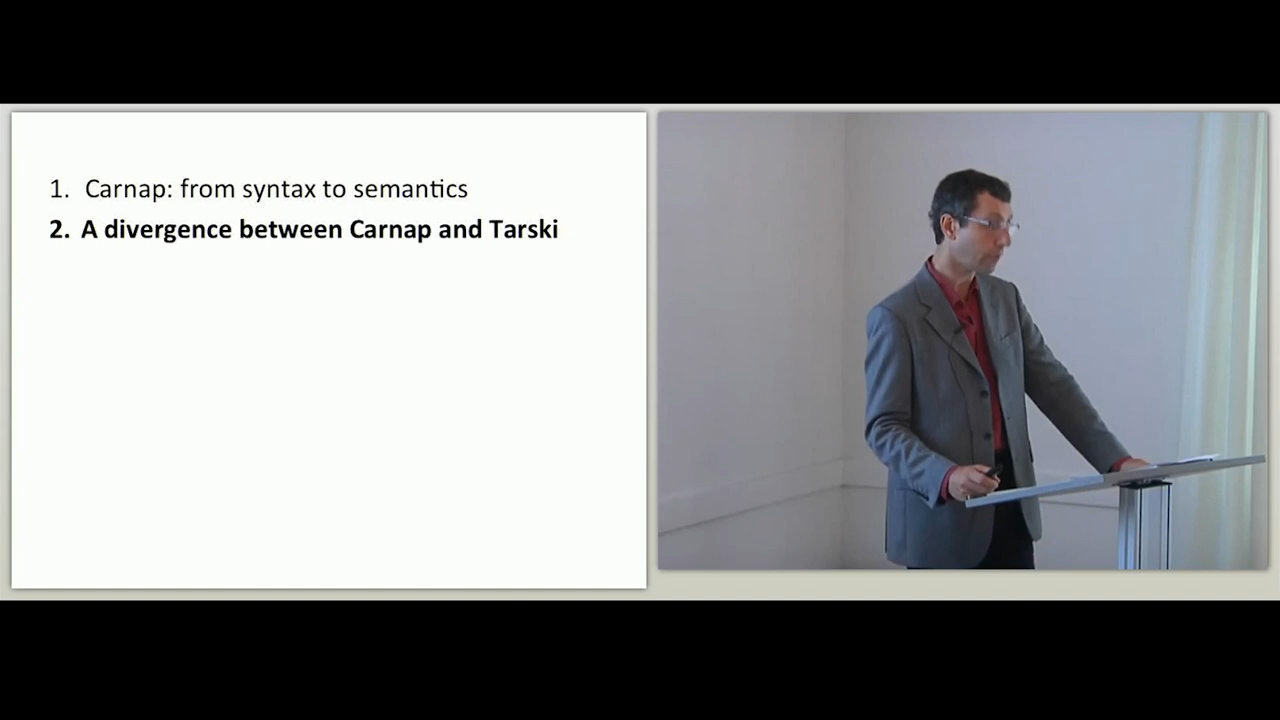 1. Carnap: from syntax to semantics
2. A divergence between Carnap and Tarski